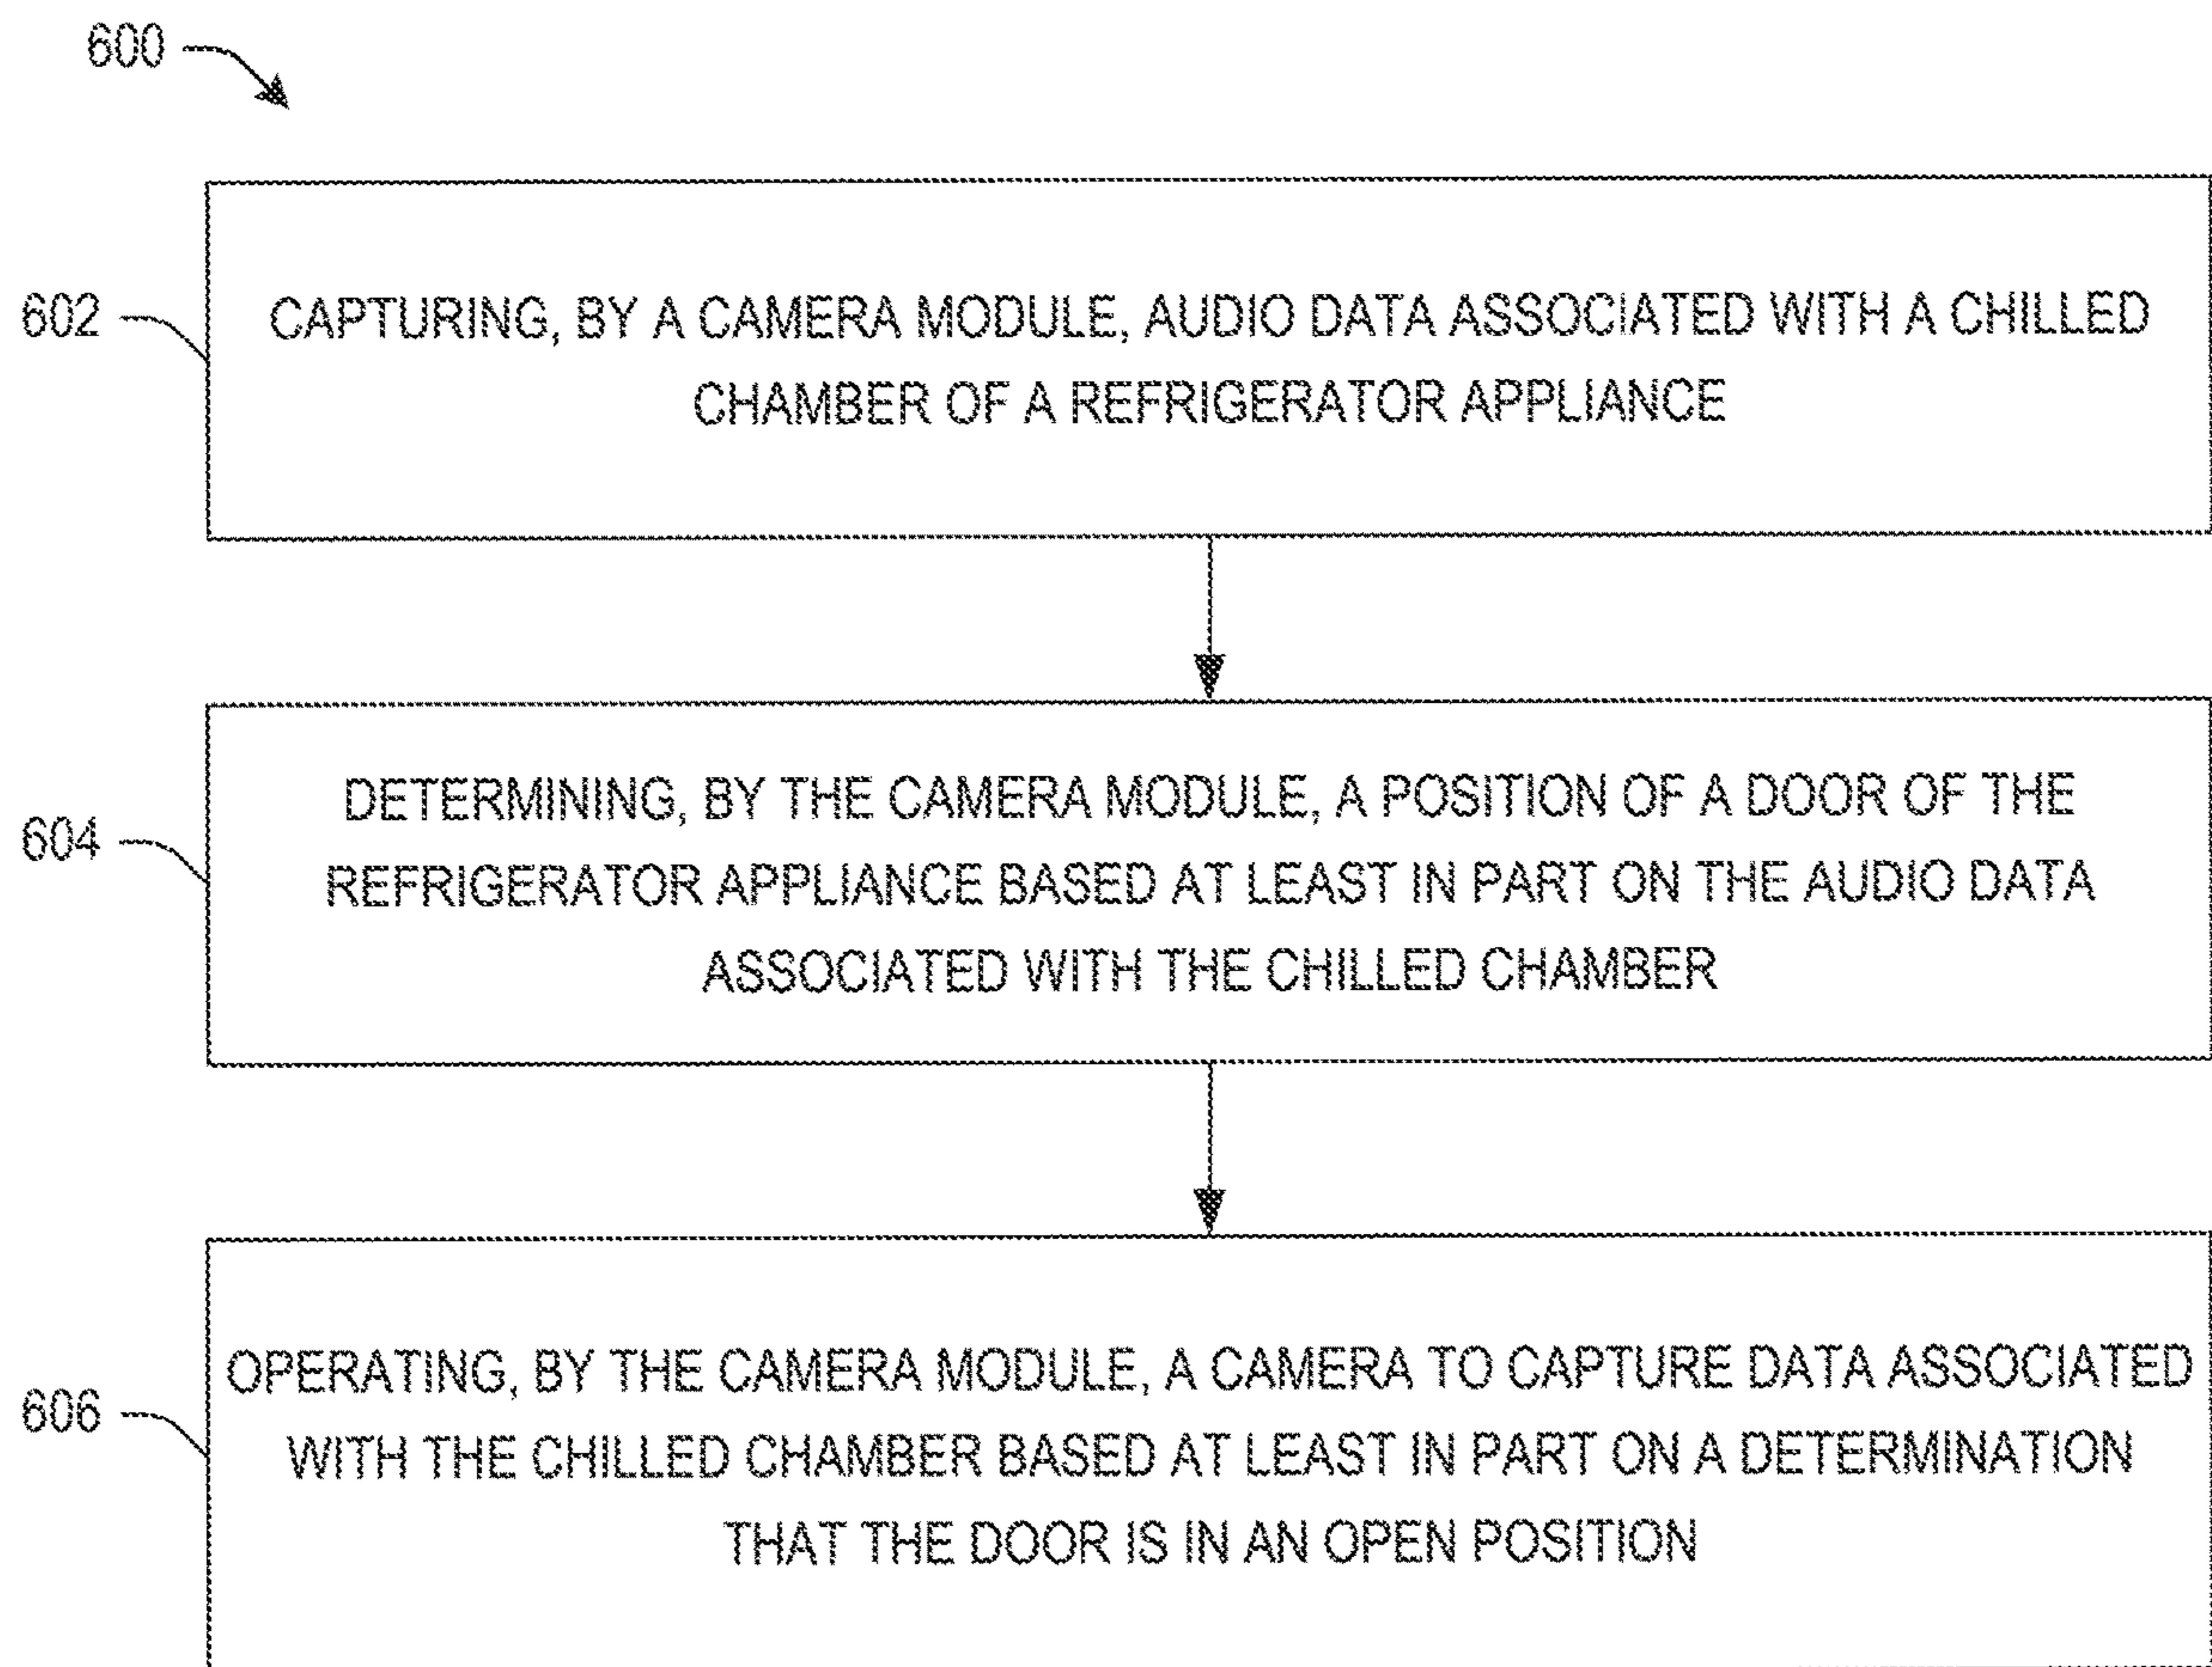 600
602
CAPTURING, BY A CAMERA MODULE, AUDIO DATA ASSOCIATED WITH A CHILLED
CHAMBER OF A REFRIGERATOR APPLIANCE
604
DETERMINING, BY THE CAMERA MODULE, A POSITION OF A DOOR OF THE
REFRIGERATOR APPLIANCE BASED AT LEAST IN PART ON THE AUDIO DATA
ASSOCIATED WITH THE CHILLED CHAMBER
606
OPERATING, BY THE CAMERA MODULE, A CAMERA TO CAPTURE DATA ASSOCIATED
WITH THE CHILLED CHAMBER BASED AT LEAST IN PART ON A DETERMINATION
THAT THE DOOR IS IN AN OPEN POSITION